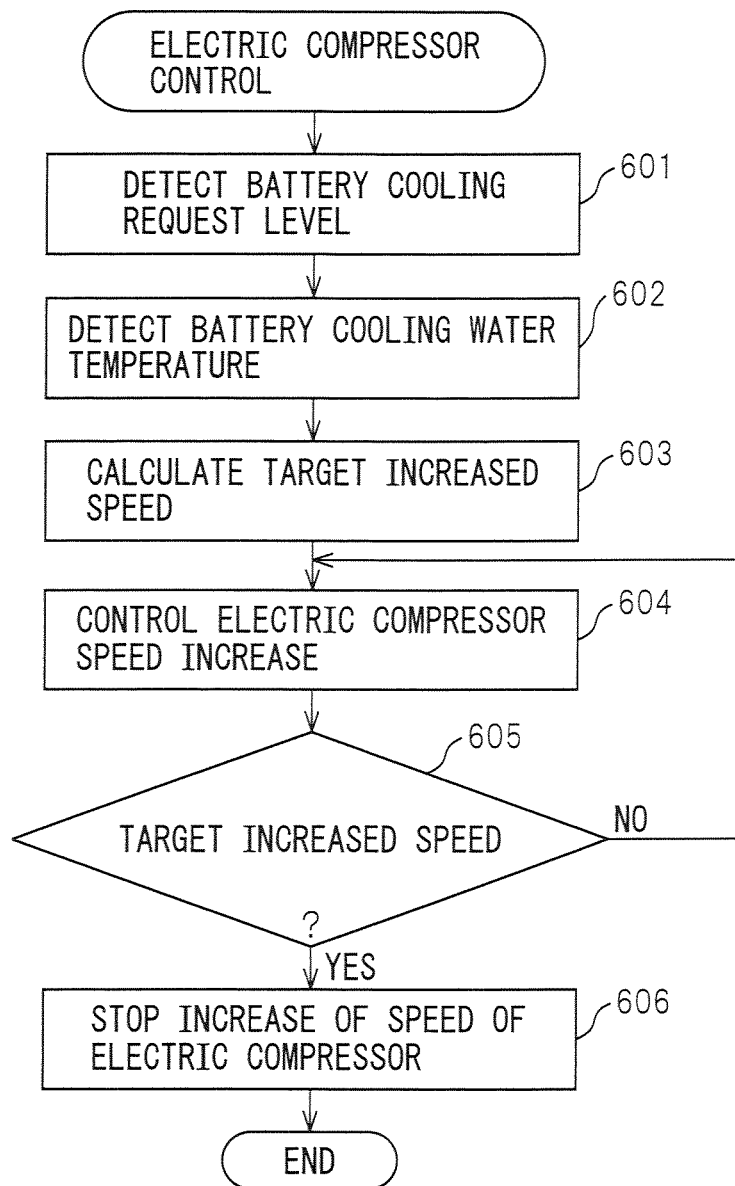 ELECTRIC COMPRESSOR
CONTROL
DETECT BATTERY COOLING
REQUEST LEVEL
601
DETECT BATTERY COOLING WATER
TEMPERATURE
602
CALCULATE TARGET INCREASED
SPEED
603
CONTROL ELECTRIC COMPRESSOR
SPEED INCREASE
604
605
TARGET INCREASED SPEED
?
NO
YES
STOP INCREASE OF SPEED OF
ELECTRIC COMPRESSOR
606
END